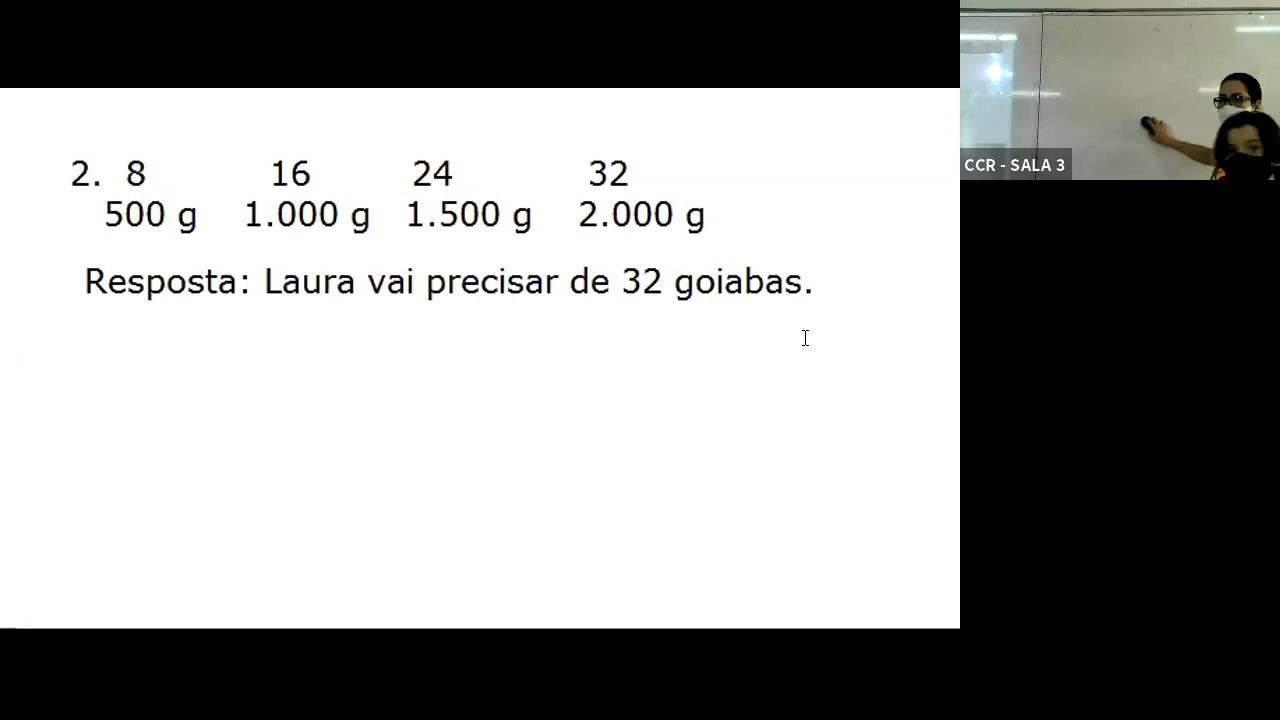 2. 8 16 24 32
500 g 1.000 g 1.500 g 2.000 g
Resposta: Laura vai precisar de 32 goiabas.
CCR - SALA 3